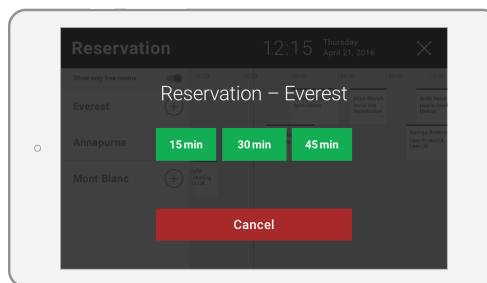 Reservation
12:15
Thursday
April 21, 2016
Show only free rooms
Reservation – Everest
Everest
Annapurna
15 min
30 min
45 min
Mont Blanc
Cancel